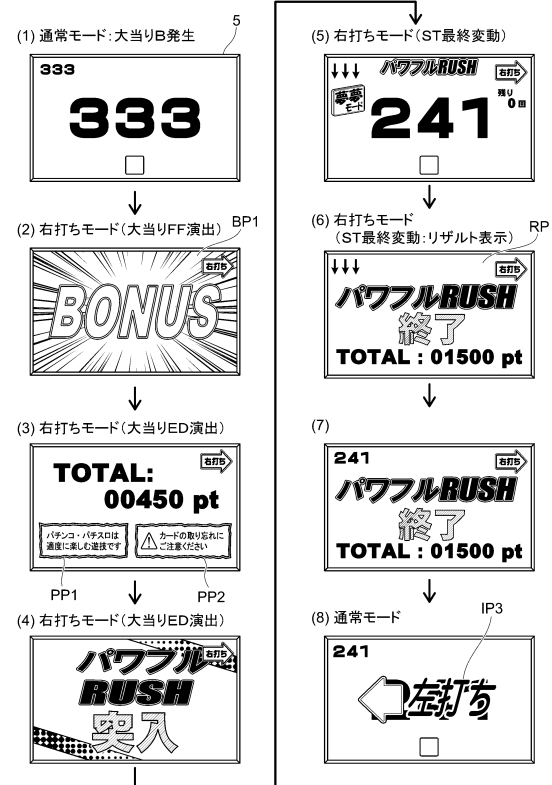 5
(1) 通常モード：大当りB発生
333
333
(2) 右打ちモード（大当りFF演出）
BP1
右打ち
BONUS
(3) 右打ちモード（大当りED演出）
右打ち
TOTAL:
00450 pt
パチンコ・パチスロは
適度に楽しむ遊技です
カードの取り忘れに
ご注意ください
PP1
PP2
(4) 右打ちモード（大当りED演出）
右打ち
パワフル
RUSH
突入
(5) 右打ちモード（ST最終変動）
↓↓↓
パワフルRUSH
右打ち
夢夢
モード
241
残り
0回
(6) 右打ちモード
（ST最終変動：リザルト表示）
RP
↓↓↓
右打ち
パワフルRUSH
終了
TOTAL : 01500 pt
(7)
241
右打ち
パワフルRUSH
終了
TOTAL : 01500 pt
(8) 通常モード
IP3
241
左打ち